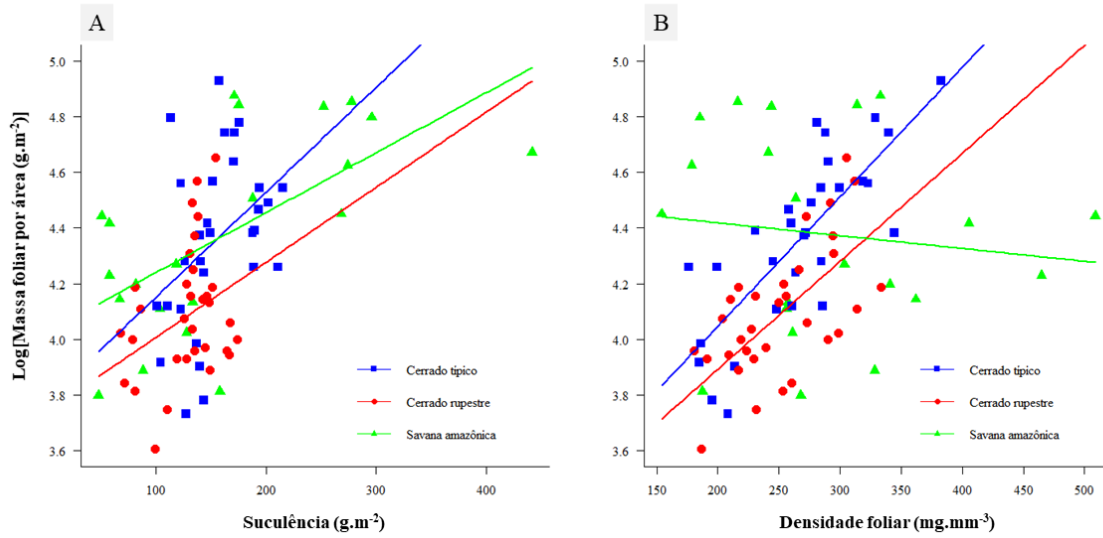 A
B
Log[Massa foliar por área (g.m-2)]
5.0
4.8
4.6
4.4
4.2
4.0
3.8
3.6
Cerrado típico
Cerrado rupestre
Savana amazônica
100
200
300
400
Suculência (g.m-2)
5.0
4.8
4.6
4.4
4.2
4.0
3.8
3.6
Cerrado típico
Cerrado rupestre
Savana amazônica
150
200
250
300
350
400
450
500
Densidade foliar (mg.mm-3)